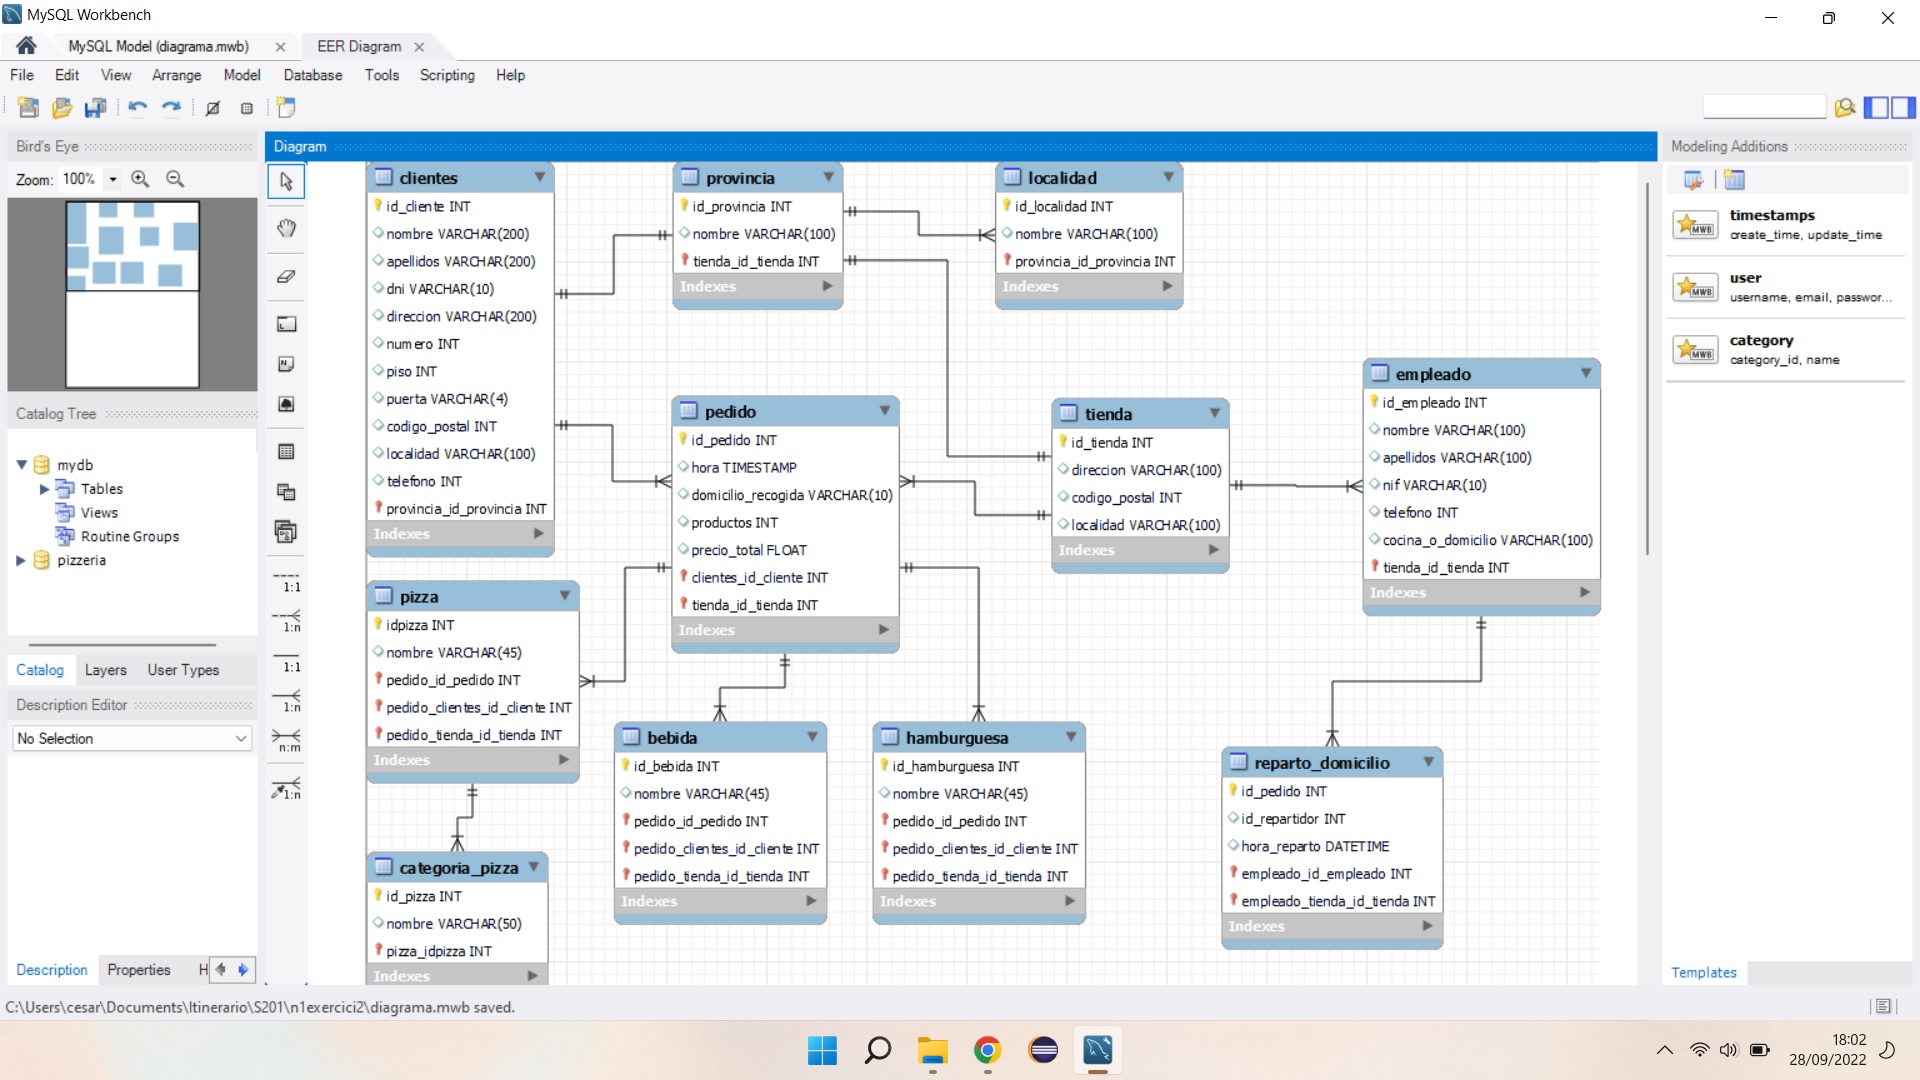 MySQL Workbench
MySQL Model (diagrama.mwb)
EER Diagram
File Edit View Arrange Model Database Tools Scripting Help
Bird's Eye
Zoom: 100%
Catalog Tree
mydb
Tables
Views
Routine Groups
pizzeria
Catalog Layers User Types
Description Editor
No Selection
Description Properties H
1:1
1:n
1:1
1:n
n:m
1:n
Diagram
clientes
id_cliente INT
nombre VARCHAR(200)
apellidos VARCHAR(200)
dni VARCHAR(10)
direccion VARCHAR(200)
numero INT
piso INT
puerta VARCHAR(4)
codigo_postal INT
localidad VARCHAR(100)
telefono INT
provincia_id_provincia INT
Indexes
provincia
id_provincia INT
nombre VARCHAR(100)
tienda_id_tienda INT
Indexes
localidad
id_localidad INT
nombre VARCHAR(100)
provincia_id_provincia INT
Indexes
pedido
id_pedido INT
hora TIMESTAMP
domicilio_recogida VARCHAR(10)
productos INT
precio_total FLOAT
clientes_id_cliente INT
tienda_id_tienda INT
Indexes
tienda
id_tienda INT
direccion VARCHAR(100)
codigo_postal INT
localidad VARCHAR(100)
Indexes
empleado
id_empleado INT
nombre VARCHAR(100)
apellidos VARCHAR(100)
nif VARCHAR(10)
telefono INT
cocina_o_domicilio VARCHAR(100)
tienda_id_tienda INT
Indexes
pizza
idpizza INT
nombre VARCHAR(45)
pedido_id_pedido INT
pedido_clientes_id_cliente INT
pedido_tienda_id_tienda INT
Indexes
bebida
id_bebida INT
nombre VARCHAR(45)
pedido_id_pedido INT
pedido_clientes_id_cliente INT
pedido_tienda_id_tienda INT
Indexes
hamburguesa
id_hamburguesa INT
nombre VARCHAR(45)
pedido_id_pedido INT
pedido_clientes_id_cliente INT
pedido_tienda_id_tienda INT
Indexes
reparto_domicilio
id_pedido INT
id_repartidor INT
hora_reparto DATETIME
empleado_id_empleado INT
empleado_tienda_id_tienda INT
Indexes
categoria_pizza
id_pizza INT
nombre VARCHAR(50)
pizza_idpizza INT
Indexes
Modeling Additions
MWB
timestamps
create_time, update_time
MWB
user
username, email, passwor...
MWB
category
category_id, name
Templates
C:\Users\cesar\Documents\Itinerario\S201\n1exercici2\diagrama.mwb saved.
18:02
28/09/2022